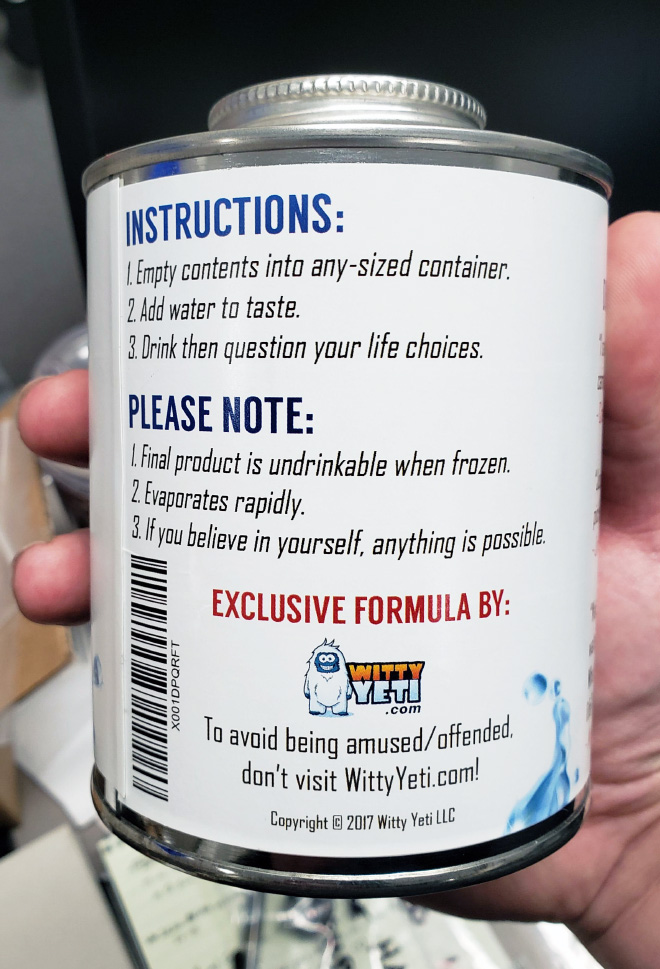 INSTRUCTIONS:
1. Empty contents into any-sized container.
2. Add water to taste.
3. Drink then question your life choices.
PLEASE NOTE:
1. Final product is undrinkable when frozen.
2. Evaporates rapidly.
3. If you believe in yourself, anything is possible.
X001DPQRFT
EXCLUSIVE FORMULA BY:
WITTY
YETI
.com
To avoid being amused/offended,
don't visit WittyYeti.com!
Copyright © 2017 Witty Yeti LLC